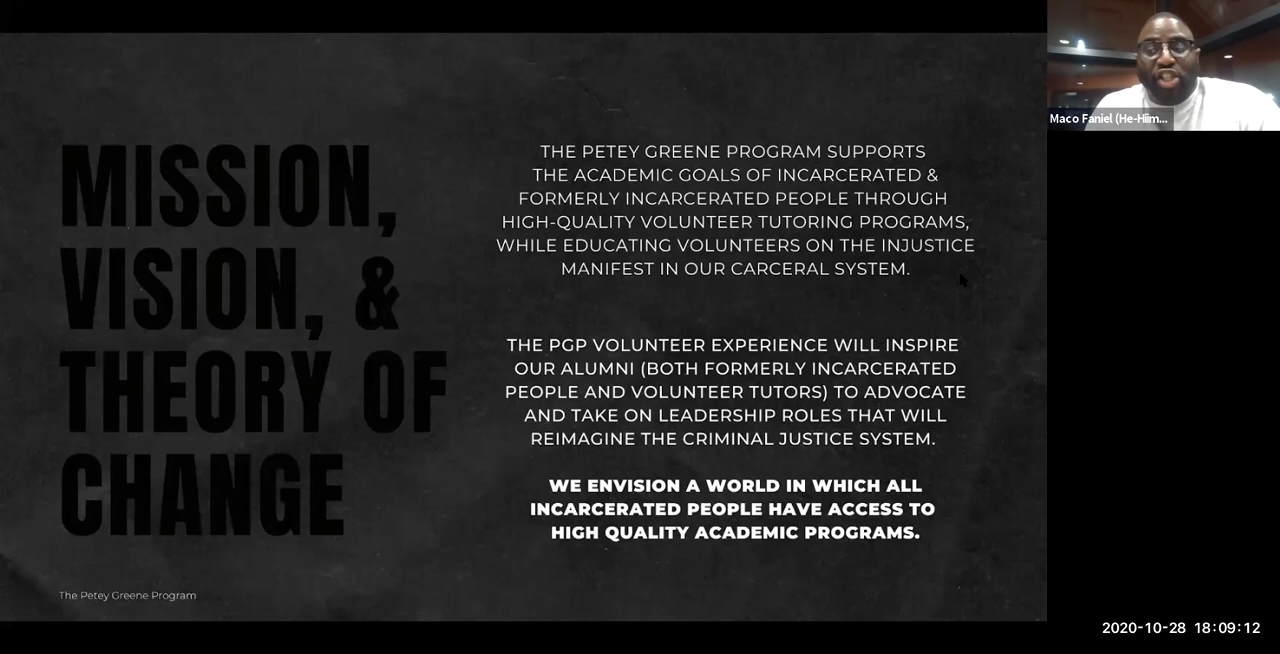 MISSION,
VISION, &
THEORY OF
CHANGE
THE PETEY GREENE PROGRAM SUPPORTS
THE ACADEMIC GOALS OF INCARCERATED &
FORMERLY INCARCERATED PEOPLE THROUGH
HIGH-QUALITY VOLUNTEER TUTORING PROGRAMS,
WHILE EDUCATING VOLUNTEERS ON THE INJUSTICE
MANIFEST IN OUR CARCERAL SYSTEM.
THE PGP VOLUNTEER EXPERIENCE WILL INSPIRE
OUR ALUMNI (BOTH FORMERLY INCARCERATED
PEOPLE AND VOLUNTEER TUTORS) TO ADVOCATE
AND TAKE ON LEADERSHIP ROLES THAT WILL
REIMAGINE THE CRIMINAL JUSTICE SYSTEM.
WE ENVISION A WORLD IN WHICH ALL
INCARCERATED PEOPLE HAVE ACCESS TO
HIGH QUALITY ACADEMIC PROGRAMS.
The Petey Greene Program
Maco Faniel (He-Hiim...
2020-10-28 18:09:12